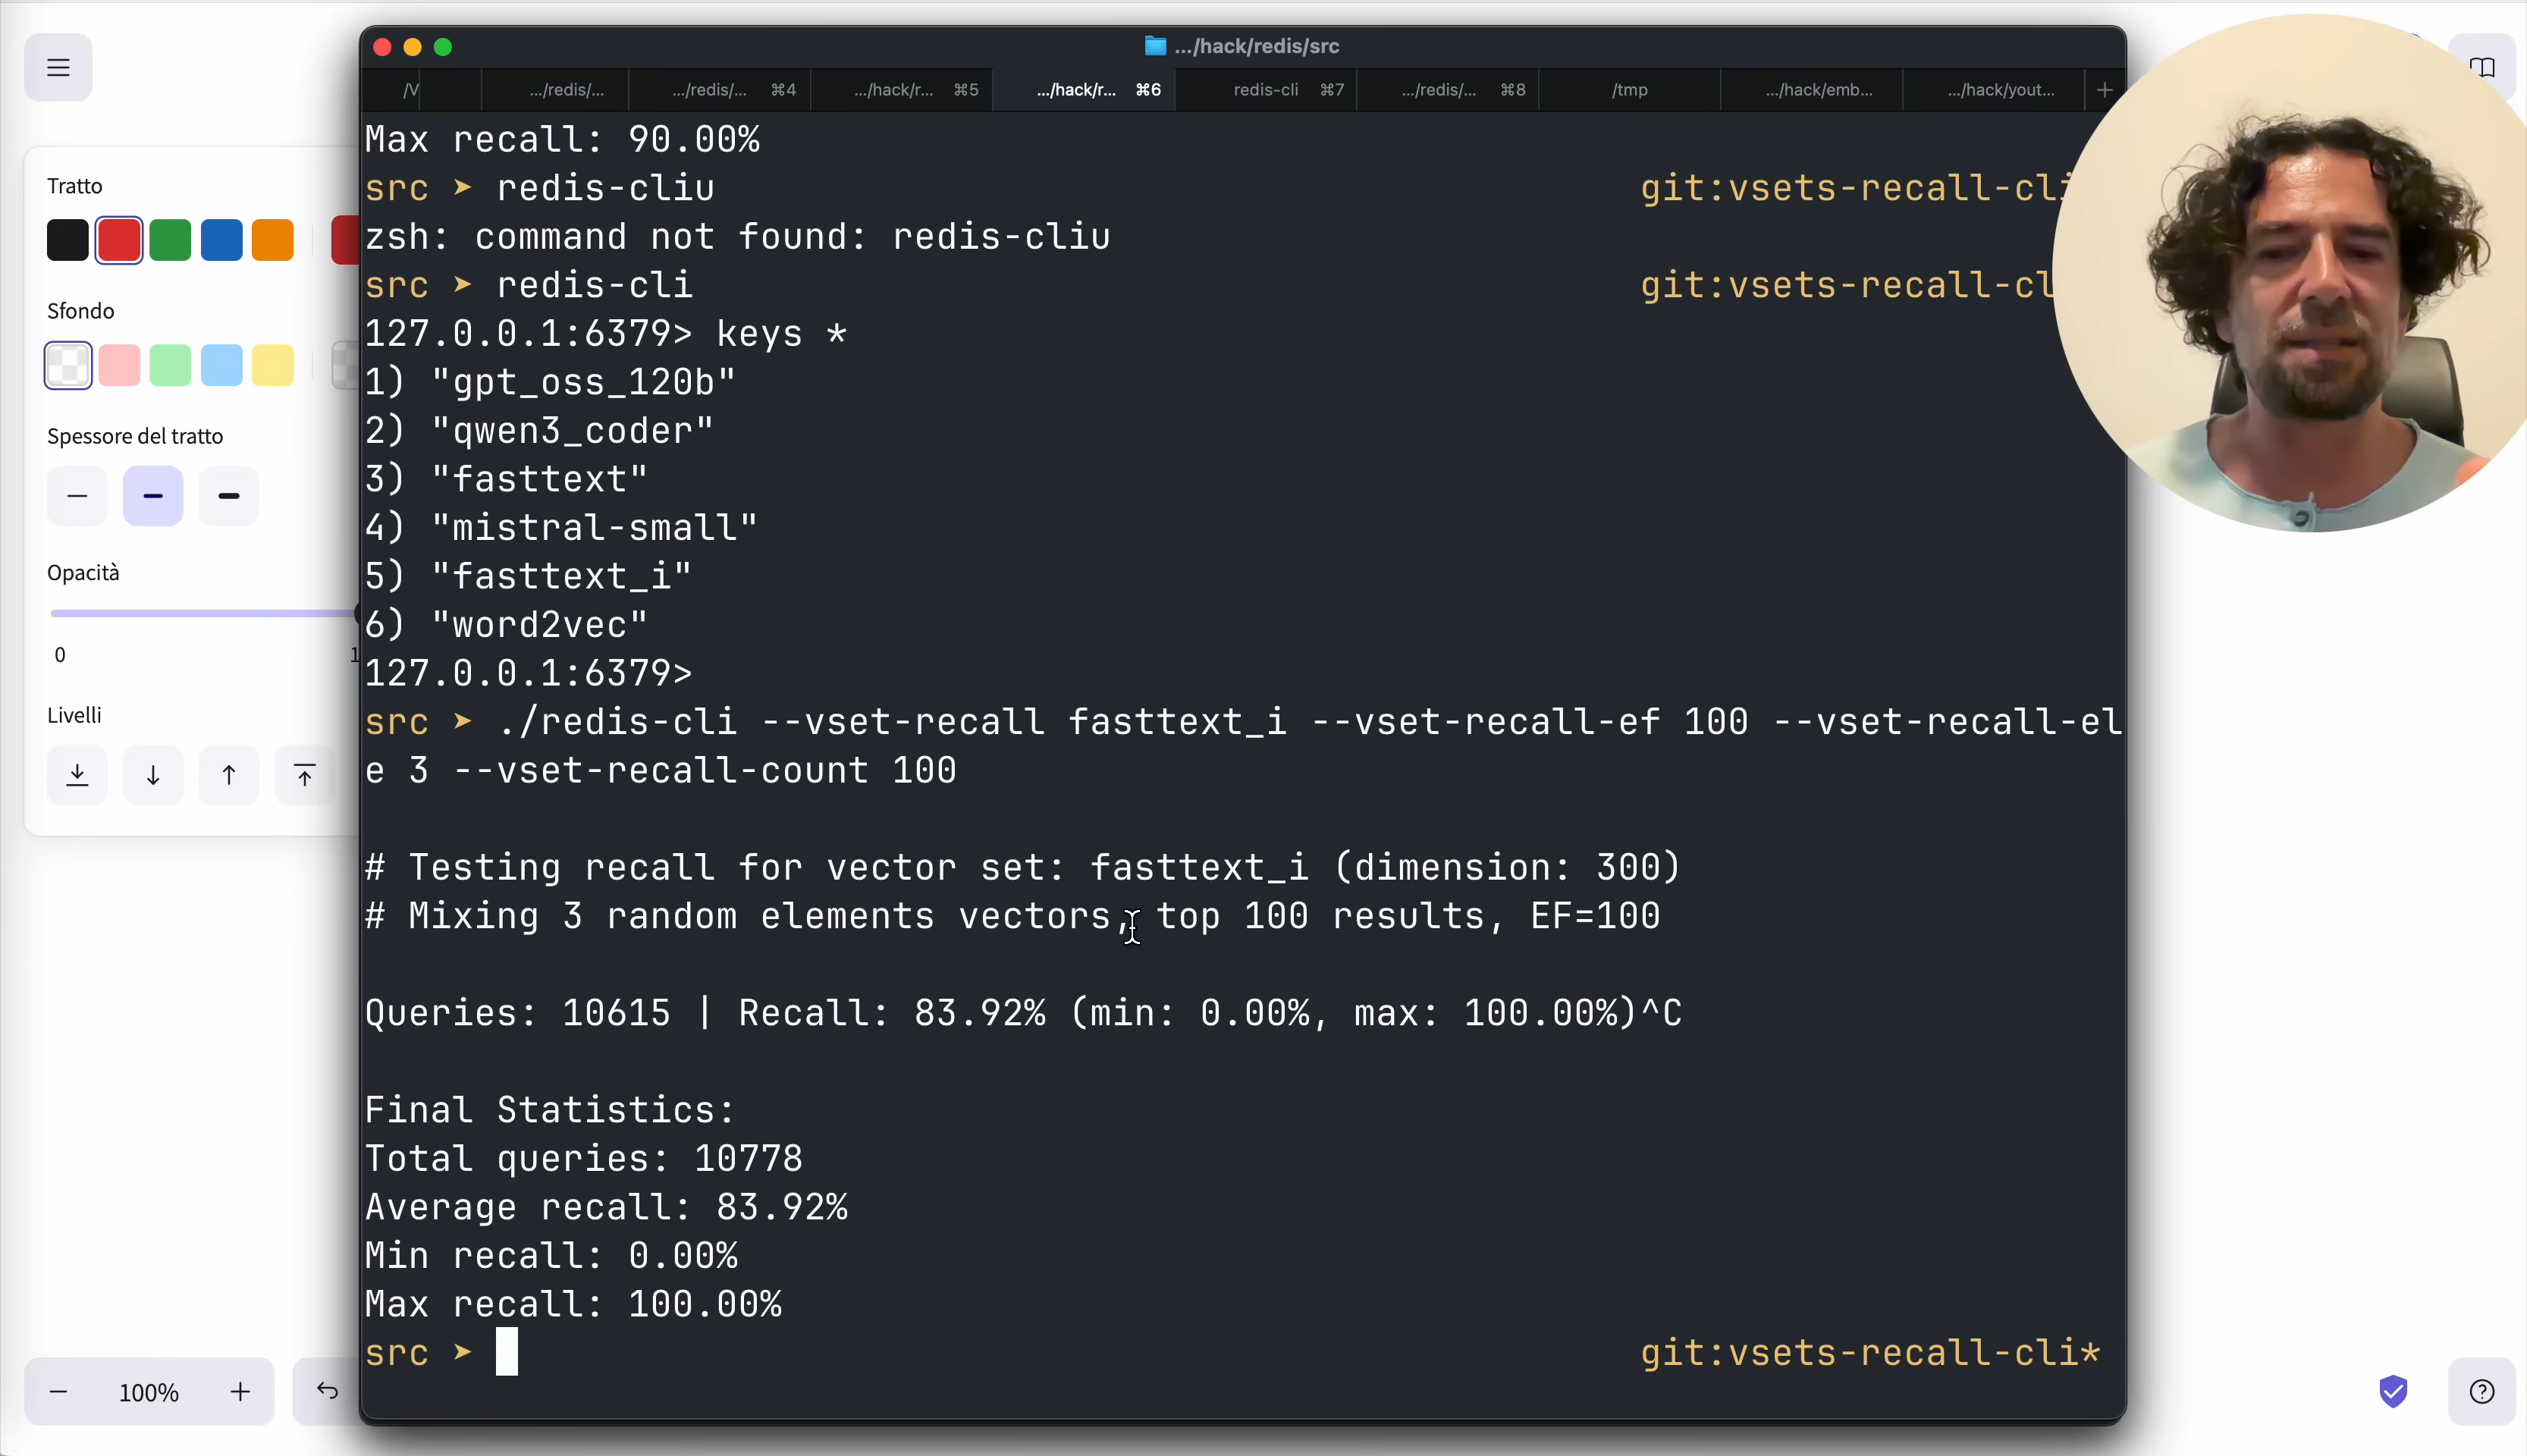 .../hack/redis/src
/V
.../redis/...
.../redis/... ⌘4
.../hack/r... ⌘5
.../hack/r... ⌘6
redis-cli ⌘7
.../redis/... ⌘8
/tmp
.../hack/emb...
.../hack/yout...
+
Tratto
Sfondo
Spessore del tratto
Opacità
0
1
Livelli
100%
Max recall: 90.00%
src ➤ redis-cliu git:vsets-recall-cli
zsh: command not found: redis-cliu
src ➤ redis-cli git:vsets-recall-cl
127.0.0.1:6379> keys *
1) "gpt_oss_120b"
2) "qwen3_coder"
3) "fasttext"
4) "mistral-small"
5) "fasttext_i"
6) "word2vec"
127.0.0.1:6379>
src ➤ ./redis-cli --vset-recall fasttext_i --vset-recall-ef 100 --vset-recall-el
e 3 --vset-recall-count 100
# Testing recall for vector set: fasttext_i (dimension: 300)
# Mixing 3 random elements vectors, top 100 results, EF=100
Queries: 10615 | Recall: 83.92% (min: 0.00%, max: 100.00%)^C
Final Statistics:
Total queries: 10778
Average recall: 83.92%
Min recall: 0.00%
Max recall: 100.00%
src ➤ git:vsets-recall-cli*